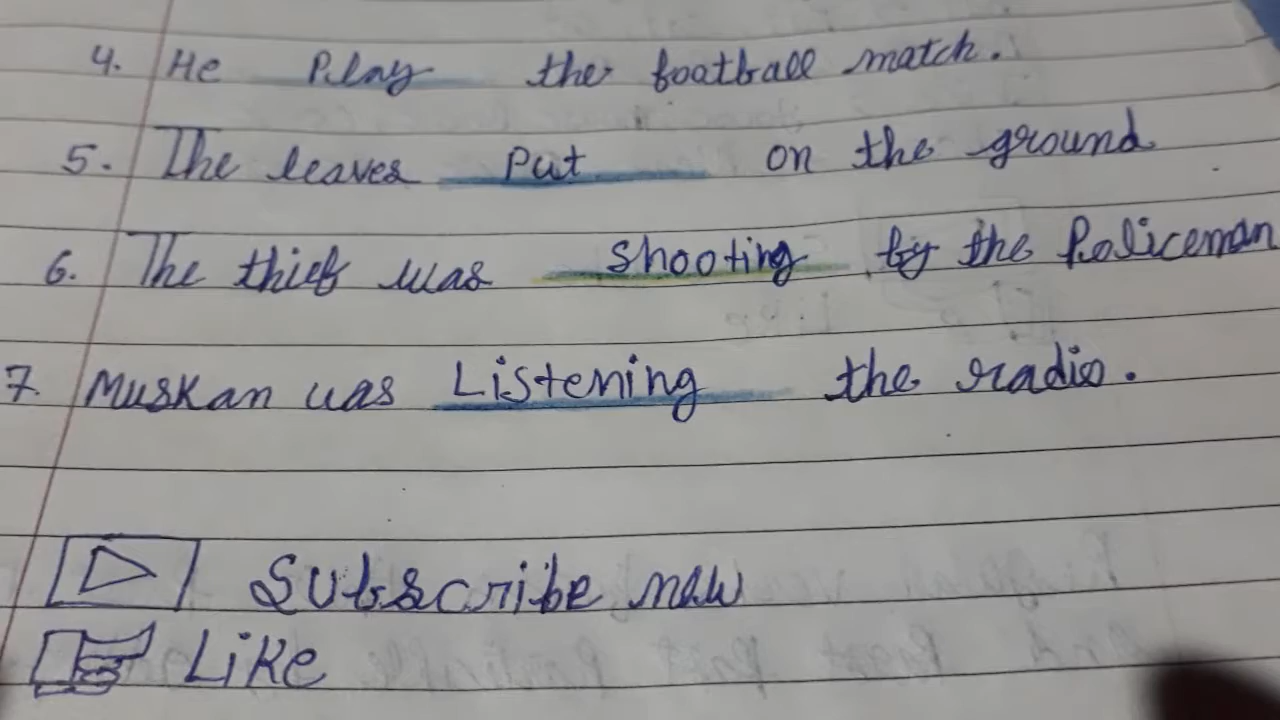 4. He Play the football match.
5. The leaves Put on the ground
6. The thief was Shooting by the Policeman
7. Muskan was Listening the radio.
Subscribe now
Like